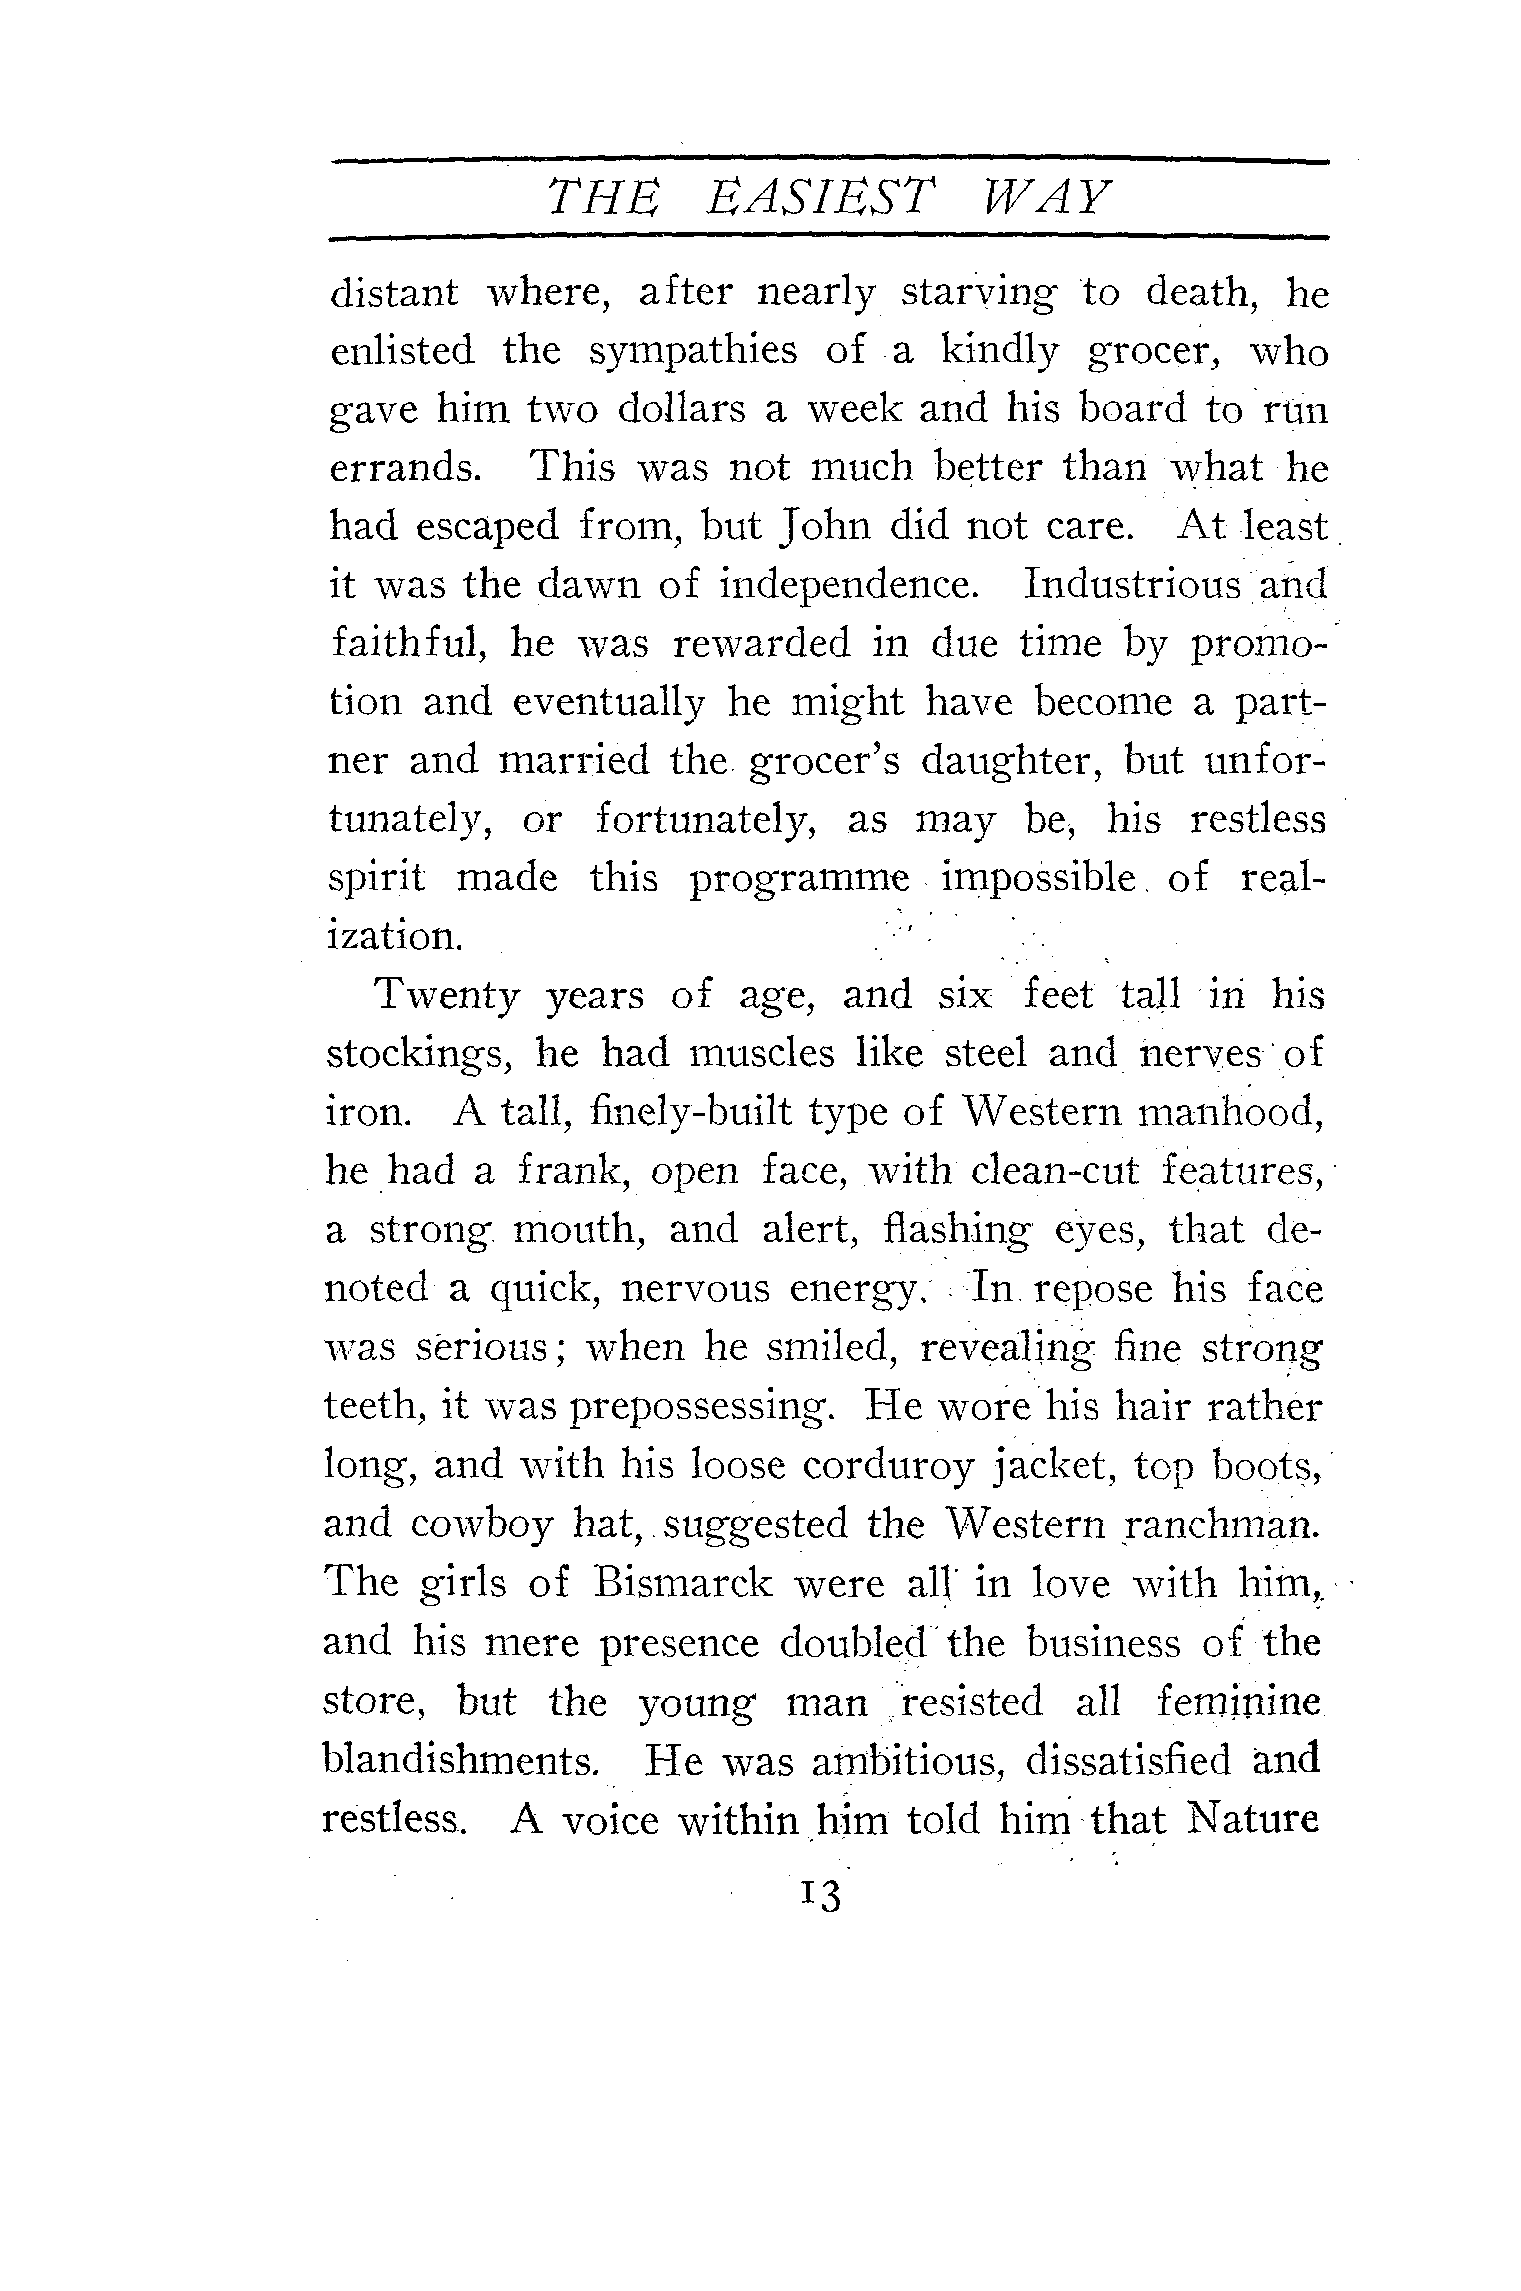 THE EASIEST WAY
distant where, after nearly starving to death, he
enlisted the sympathies of a kindly grocer, who
gave him two dollars a week and his board to run
errands. This was not much better than what he
had escaped from, but John did not care. At least
it was the dawn of independence. Industrious and
faithful, he was rewarded in due time by promo-
tion and eventually he might have become a part-
ner and married the grocer's daughter, but unfor-
tunately, or fortunately, as may be, his restless
spirit made this programme impossible of real-
ization.
Twenty years of age, and six feet tall in his
stockings, he had muscles like steel and nerves of
iron. A tall, finely-built type of Western manhood,
he had a frank, open face, with clean-cut features,
a strong mouth, and alert, flashing eyes, that de-
noted a quick, nervous energy. In repose his face
was serious; when he smiled, revealing fine strong
teeth, it was prepossessing. He wore his hair rather
long, and with his loose corduroy jacket, top boots,
and cowboy hat, suggested the Western ranchman.
The girls of Bismarck were all in love with him,
and his mere presence doubled the business of the
store, but the young man resisted all feminine
blandishments. He was ambitious, dissatisfied and
restless. A voice within him told him that Nature
13